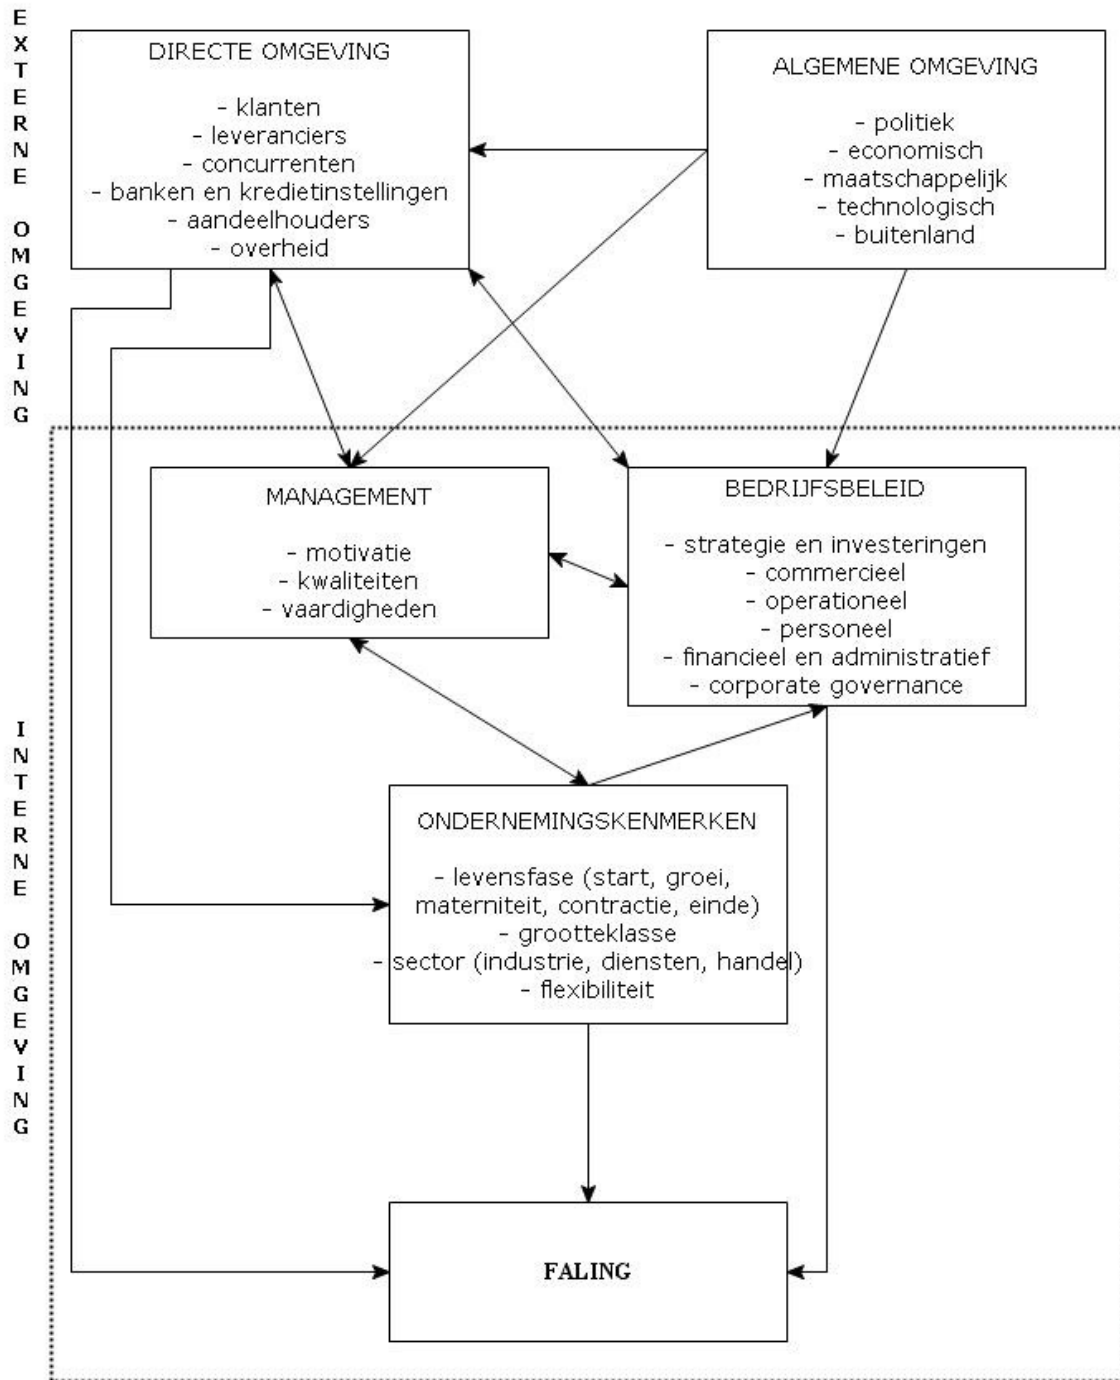 EXTERNE OMGEVING
DIRECTE OMGEVING
- klanten
- leveranciers
- concurrenten
- banken en kredietinstellingen
- aandeelhouders
- overheid
ALGEMENE OMGEVING
- politiek
- economisch
- maatschappelijk
- technologisch
- buitenland
INTERNE OMGEVING
MANAGEMENT
- motivatie
- kwaliteiten
- vaardigheden
BEDRIJFSBELEID
- strategie en investeringen
- commercieel
- operationeel
- personeel
- financieel en administratief
- corporate governance
ONDERNEMINGSKENMERKEN
- levensfase (start, groei,
materniteit, contractie, einde)
- grootteklasse
- sector (industrie, diensten, handel)
- flexibiliteit
FALING